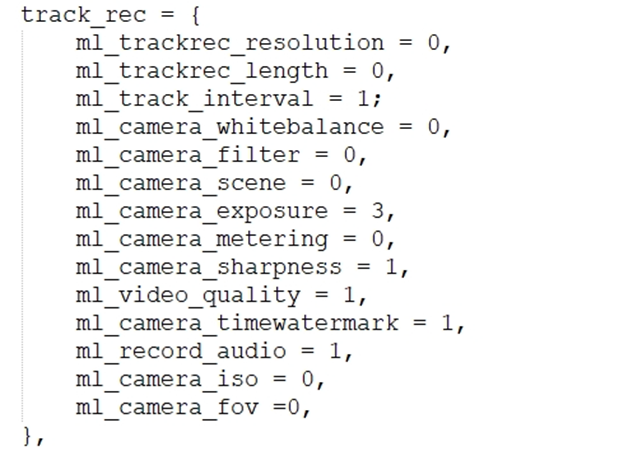 track_rec = {
ml_trackrec_resolution = 0,
ml_trackrec_length = 0,
ml_track_interval = 1;
ml_camera_whitebalance = 0,
ml_camera_filter = 0,
ml_camera_scene = 0,
ml_camera_exposure = 3,
ml_camera_metering = 0,
ml_camera_sharpness = 1,
ml_video_quality = 1,
ml_camera_timewatermark = 1,
ml_record_audio = 1,
ml_camera_iso = 0,
ml_camera_fov =0,
},